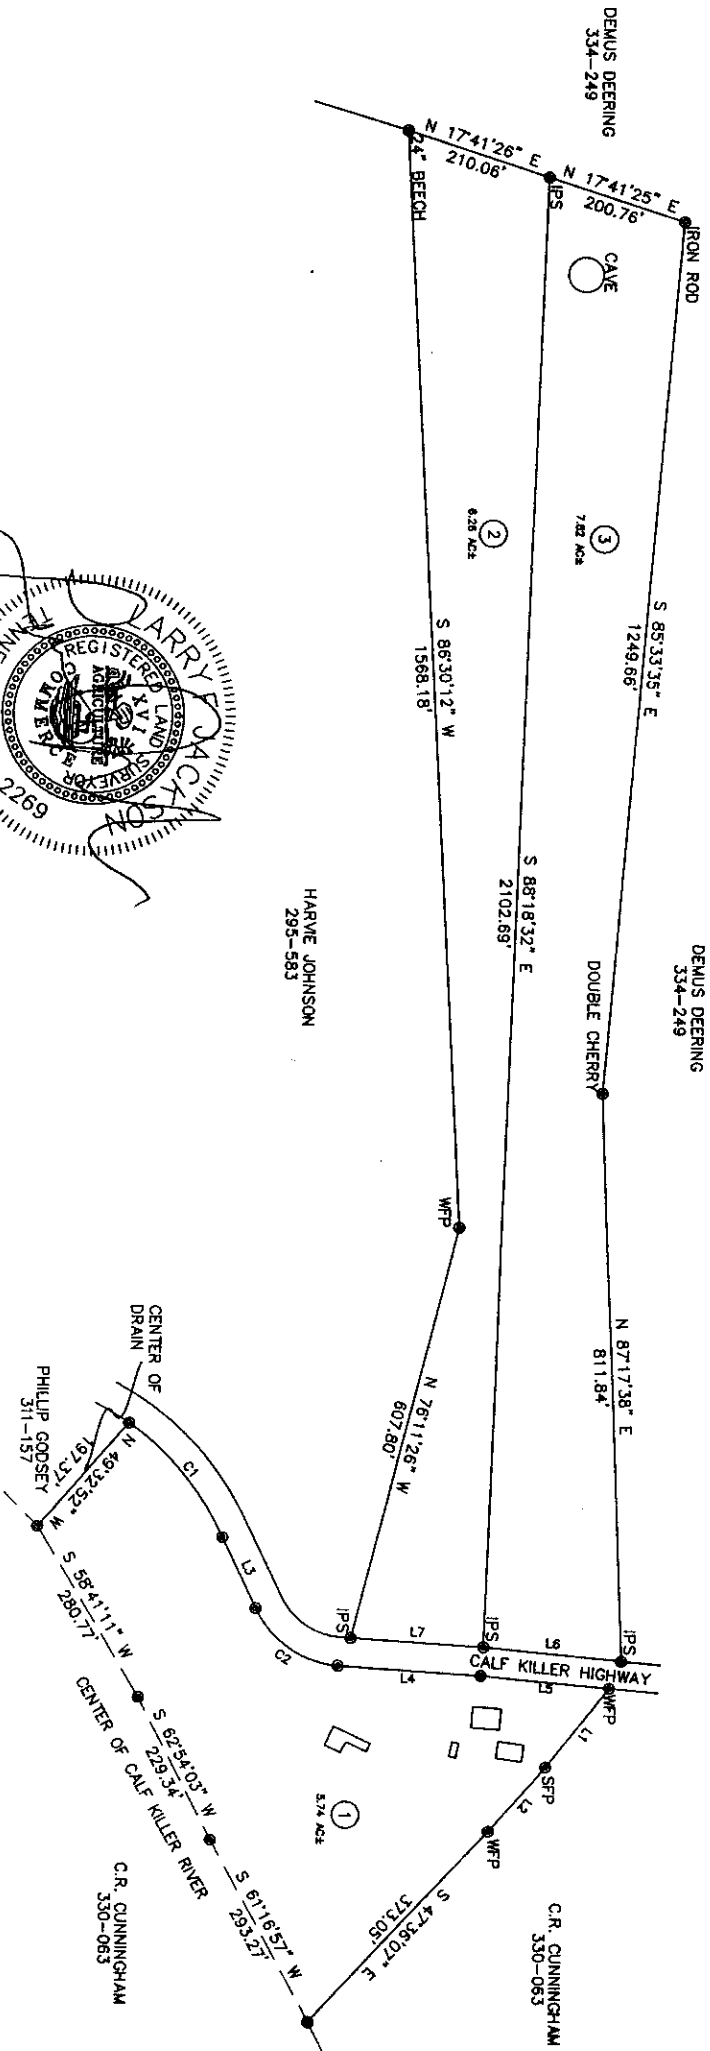 DEMUS DEERING
334-249
N 17°41'26" E
210.06'
N 17°41'25" E
200.76'
IRON ROD
IPS
24" BEECH
CAVE
3
7.82 AC±
2
6.28 AC±
S 85°33'35" E
1249.66'
S 86°30'12" W
1568.18'
S 88°18'32" E
2102.69'
DEMUS DEERING
334-249
DOUBLE CHERRY
HARVIE JOHNSON
295-583
WFP
N 87°17'38" E
811.84'
N 76°11'26" W
607.80'
CENTER OF
DRAIN
PHILLIP GODSEY
311-157
N 49°32'52" W
197.37'
C1
L3
C2
IPS
L7
IPS
L6
IPS
CALF KILLER HIGHWAY
L4
L5
WFP
L1
SFP
L2
WFP
1
5.74 AC±
S 47°36'07" E
373.05'
S 58°41'11" W
280.77'
S 62°54'03" W
229.34'
S 61°16'57" W
293.27'
CENTER OF CALF KILLER RIVER
C.R. CUNNINGHAM
330-063
C.R. CUNNINGHAM
330-063
LARRY E JACKSON
REGISTERED LAND SURVEYOR
XVI
AGRICULTURE
COMMERCE
TENNE
2269